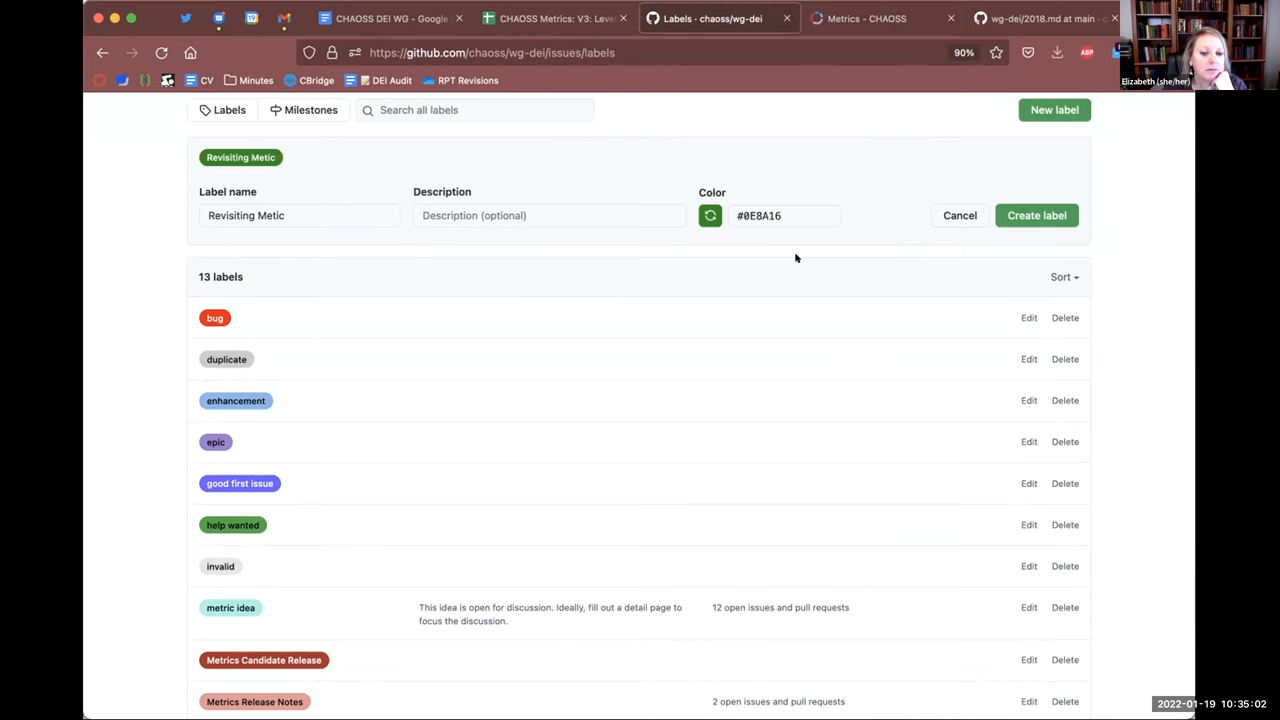 CHAOSS DEI WG - Google
CHAOSS Metrics: V3: Leve
Labels · chaoss/wg-dei
Metrics - CHAOSS
wg-dei/2018.md at main · c
https://github.com/chaoss/wg-dei/issues/labels
90%
ABP
CV
Minutes
CBridge
DEI Audit
RPT Revisions
Elizabeth (she/her)
Labels
Milestones
Search all labels
New label
Revisiting Metic
Label name
Description
Color
Revisiting Metic
Description (optional)
#0E8A16
Cancel
Create label
13 labels
Sort
bug
Edit
Delete
duplicate
Edit
Delete
enhancement
Edit
Delete
epic
Edit
Delete
good first issue
Edit
Delete
help wanted
Edit
Delete
invalid
Edit
Delete
metric idea
This idea is open for discussion. Ideally, fill out a detail page to
focus the discussion.
12 open issues and pull requests
Edit
Delete
Metrics Candidate Release
Edit
Delete
Metrics Release Notes
2 open issues and pull requests
Edit
Delete
2022-01-19 10:35:02